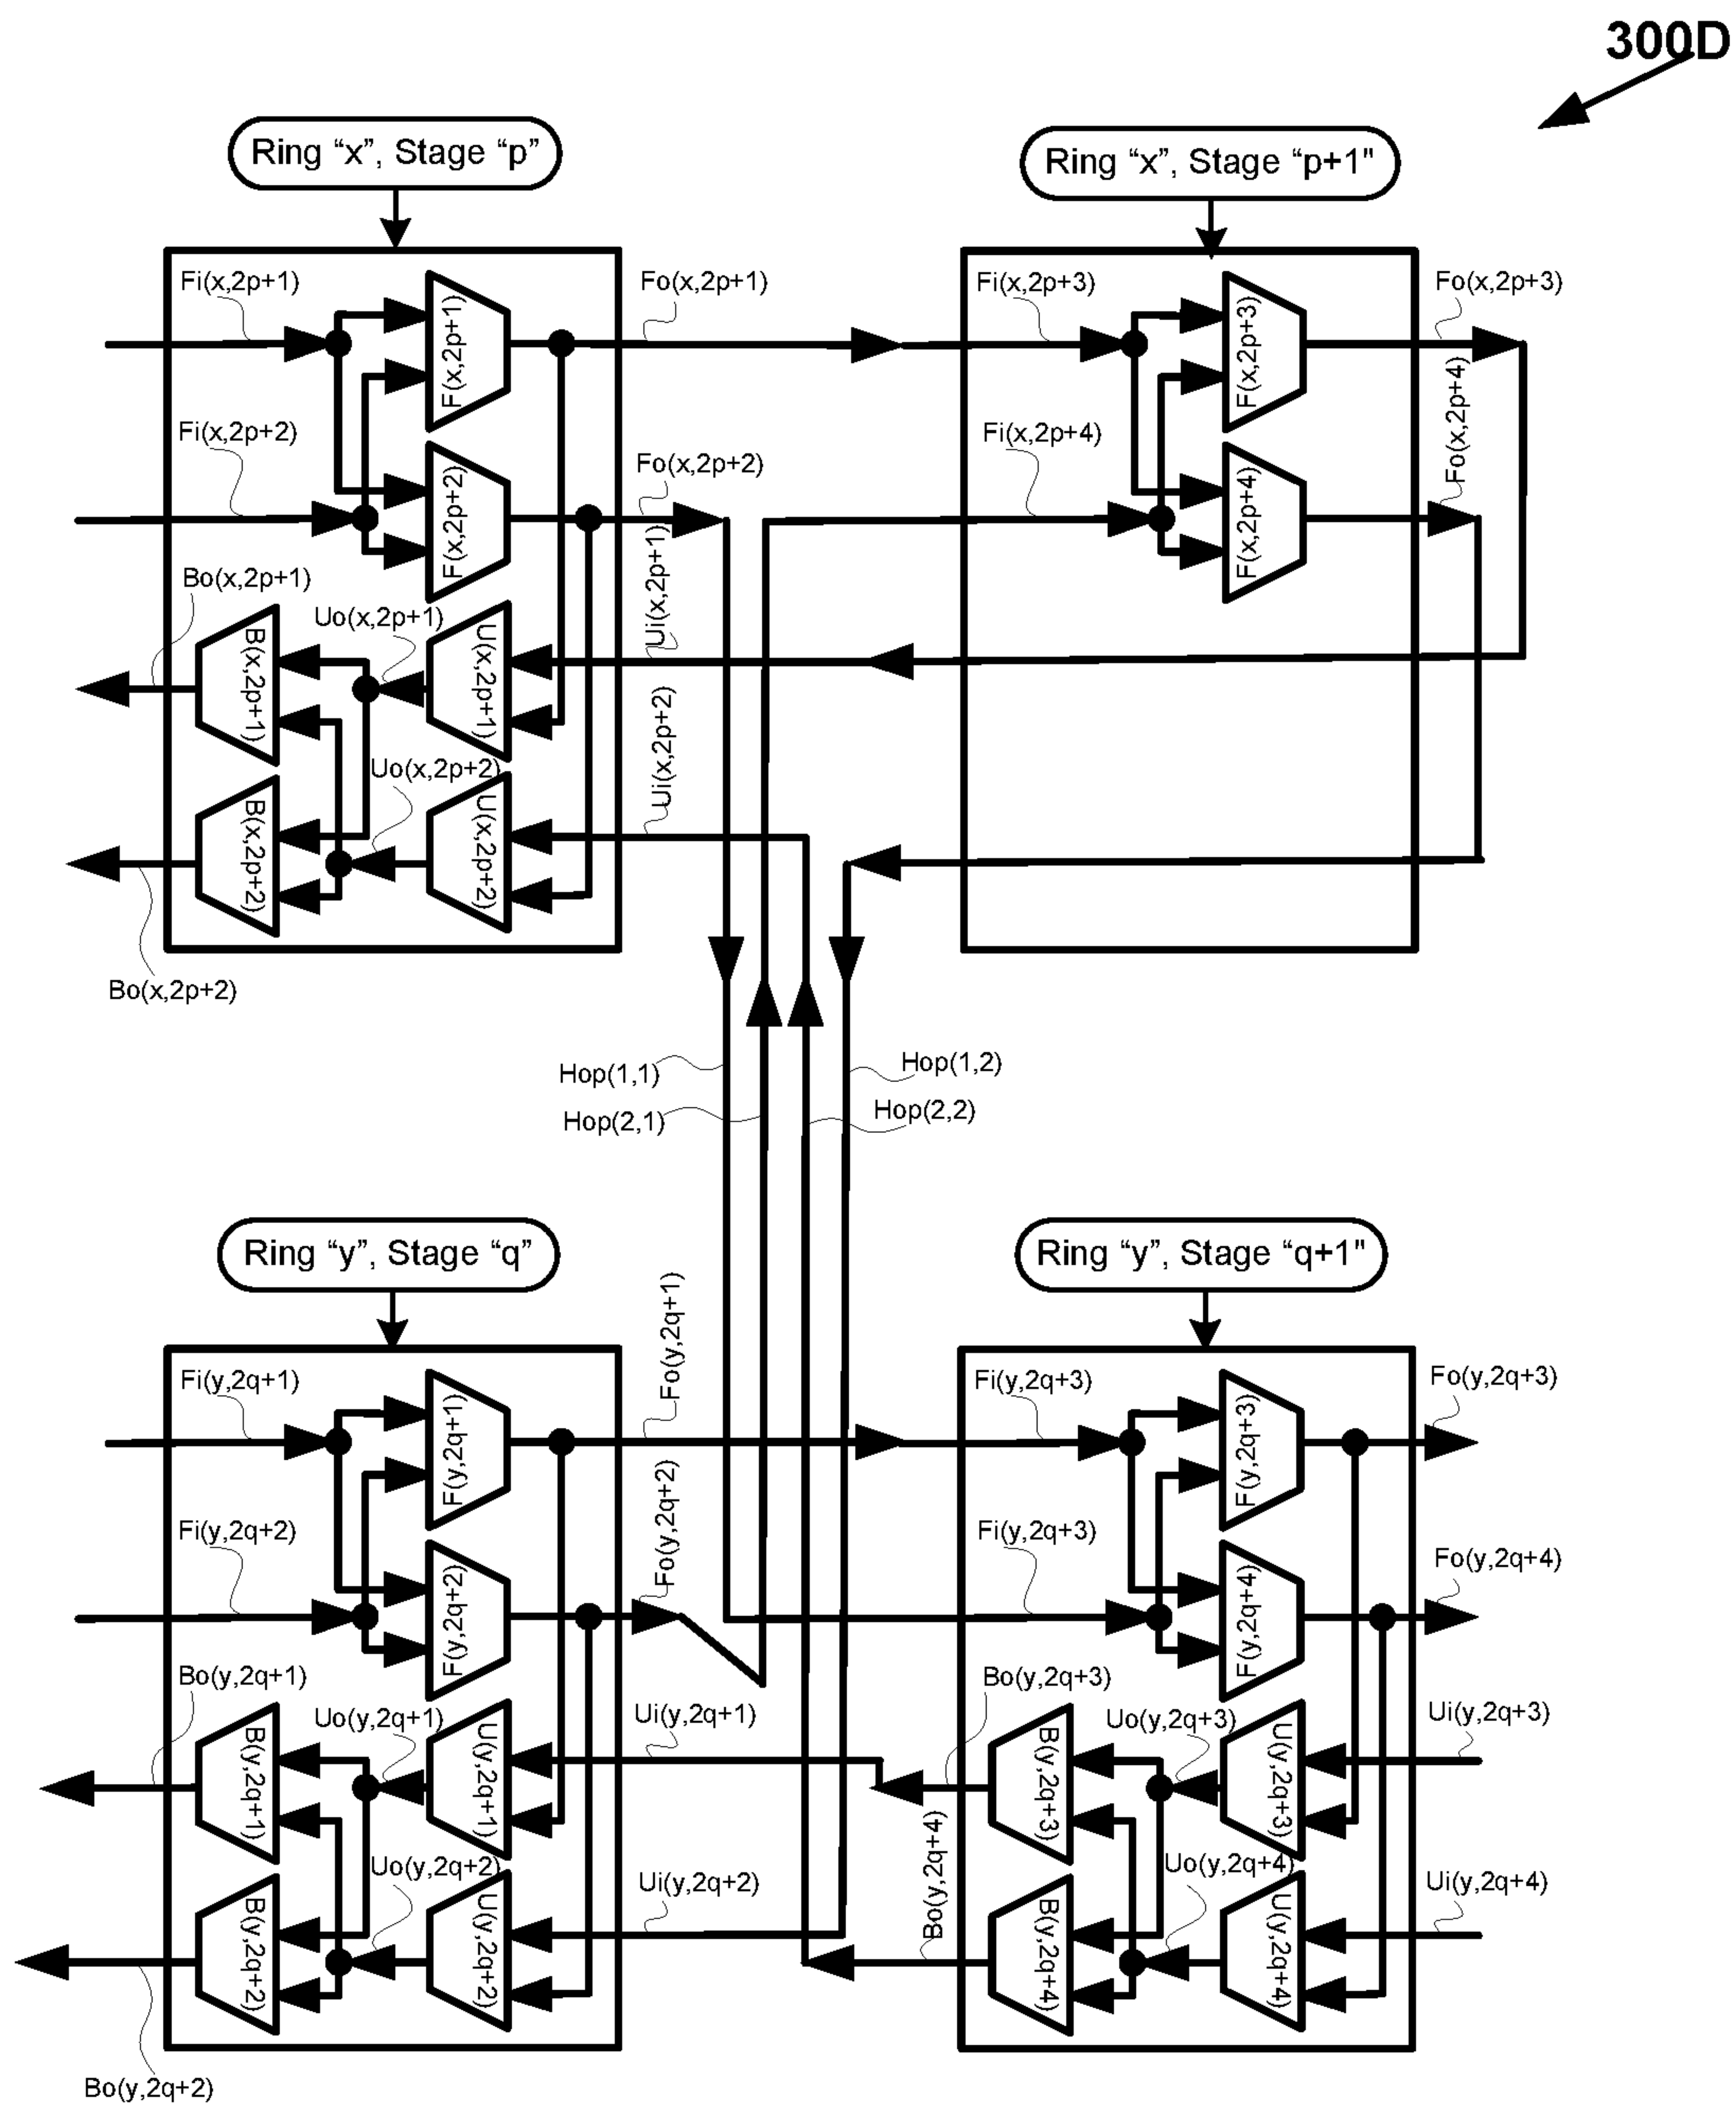 300D
Ring “x”, Stage “p”
Ring “x”, Stage “p+1"
Fi(x,2p+1)
F(x,2p+1)
Fo(x,2p+1)
Fi(x,2p+2)
F(x,2p+2)
Fo(x,2p+2)
Bo(x,2p+1)
Uo(x,2p+1)
Ui(x,2p+1)
B(x,2p+1)
U(x,2p+1)
Uo(x,2p+2)
Ui(x,2p+2)
B(x,2p+2)
U(x,2p+2)
Bo(x,2p+2)
Fi(x,2p+3)
F(x,2p+3)
Fo(x,2p+3)
Fi(x,2p+4)
F(x,2p+4)
Fo(x,2p+4)
Hop(1,1)
Hop(1,2)
Hop(2,1)
Hop(2,2)
Ring “y”, Stage “q”
Ring “y”, Stage “q+1"
Fi(y,2q+1)
F(y,2q+1)
Fo(y,2q+1)
Fi(y,2q+2)
F(y,2q+2)
Fo(y,2q+2)
Bo(y,2q+1)
Uo(y,2q+1)
Ui(y,2q+1)
B(y,2q+1)
U(y,2q+1)
Uo(y,2q+2)
Ui(y,2q+2)
B(y,2q+2)
U(y,2q+2)
Bo(y,2q+2)
Fi(y,2q+3)
F(y,2q+3)
Fo(y,2q+3)
Fi(y,2q+3)
F(y,2q+4)
Fo(y,2q+4)
Bo(y,2q+3)
Uo(y,2q+3)
Ui(y,2q+3)
B(y,2q+3)
U(y,2q+3)
Bo(y,2q+4)
Uo(y,2q+4)
Ui(y,2q+4)
B(y,2q+4)
U(y,2q+4)